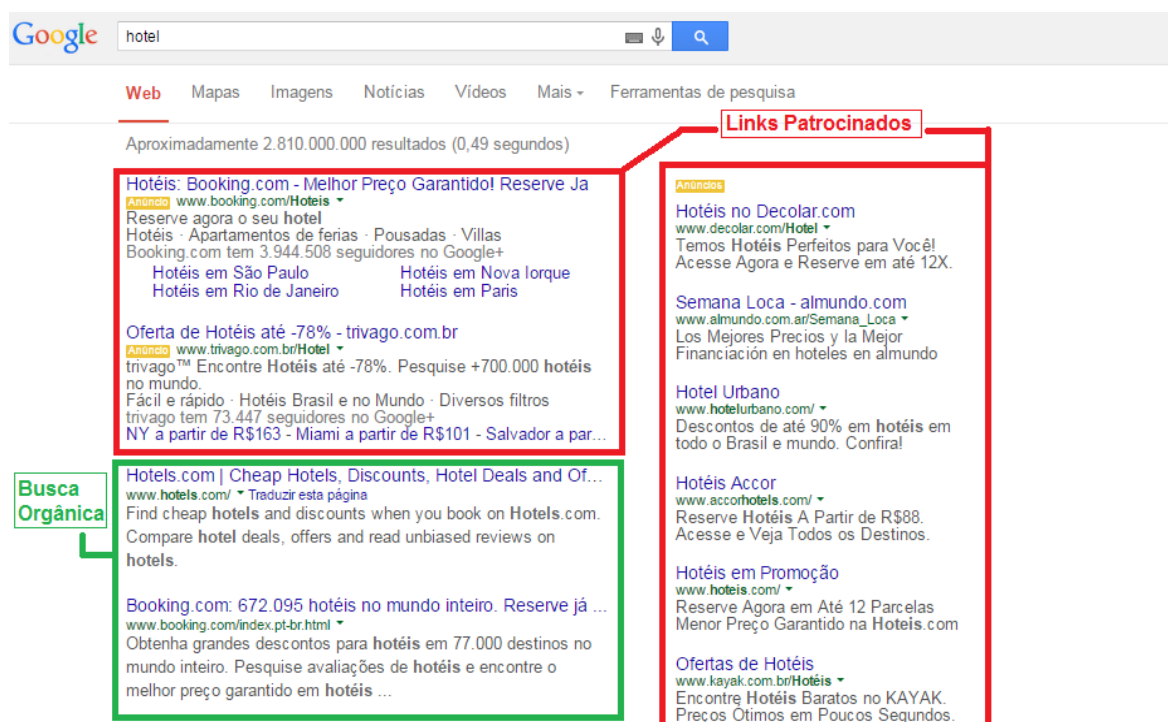 Google
hotel
Web Mapas Imagens Notícias Vídeos Mais Ferramentas de pesquisa
Links Patrocinados
Aproximadamente 2.810.000.000 resultados (0,49 segundos)
Hotéis: Booking.com - Melhor Preço Garantido! Reserve Ja
Anúncio www.booking.com/Hoteis
Reserve agora o seu hotel
Hotéis · Apartamentos de ferias · Pousadas · Villas
Booking.com tem 3.944.508 seguidores no Google+
Hotéis em São Paulo Hotéis em Nova Iorque
Hotéis em Rio de Janeiro Hotéis em Paris
Oferta de Hotéis até -78% - trivago.com.br
Anúncio www.trivago.com.br/Hotel
trivago™ Encontre Hotéis até -78%. Pesquise +700.000 hotéis
no mundo.
Fácil e rápido · Hotéis Brasil e no Mundo · Diversos filtros
trivago tem 73.447 seguidores no Google+
NY a partir de R$163 - Miami a partir de R$101 - Salvador a par...
Busca
Orgânica
Hotels.com | Cheap Hotels, Discounts, Hotel Deals and Of...
www.hotels.com/ Traduzir esta página
Find cheap hotels and discounts when you book on Hotels.com.
Compare hotel deals, offers and read unbiased reviews on
hotels.
Booking.com: 672.095 hotéis no mundo inteiro. Reserve já ...
www.booking.com/index.pt-br.html
Obtenha grandes descontos para hotéis em 77.000 destinos no
mundo inteiro. Pesquise avaliações de hotéis e encontre o
melhor preço garantido em hotéis ...
Anúncios
Hotéis no Decolar.com
www.decolar.com/Hotel
Temos Hotéis Perfeitos para Você!
Acesse Agora e Reserve em até 12X.
Semana Loca - almundo.com
www.almundo.com.ar/Semana_Loca
Los Mejores Precios y la Mejor
Financiación en hoteles en almundo
Hotel Urbano
www.hotelurbano.com/
Descontos de até 90% em hotéis em
todo o Brasil e mundo. Confira!
Hotéis Accor
www.accorhotels.com/
Reserve Hotéis A Partir de R$88.
Acesse e Veja Todos os Destinos.
Hotéis em Promoção
www.hoteis.com/
Reserve Agora em Até 12 Parcelas
Menor Preço Garantido na Hoteis.com
Ofertas de Hotéis
www.kayak.com.br/Hotéis
Encontre Hotéis Baratos no KAYAK.
Preços Ótimos em Poucos Segundos.